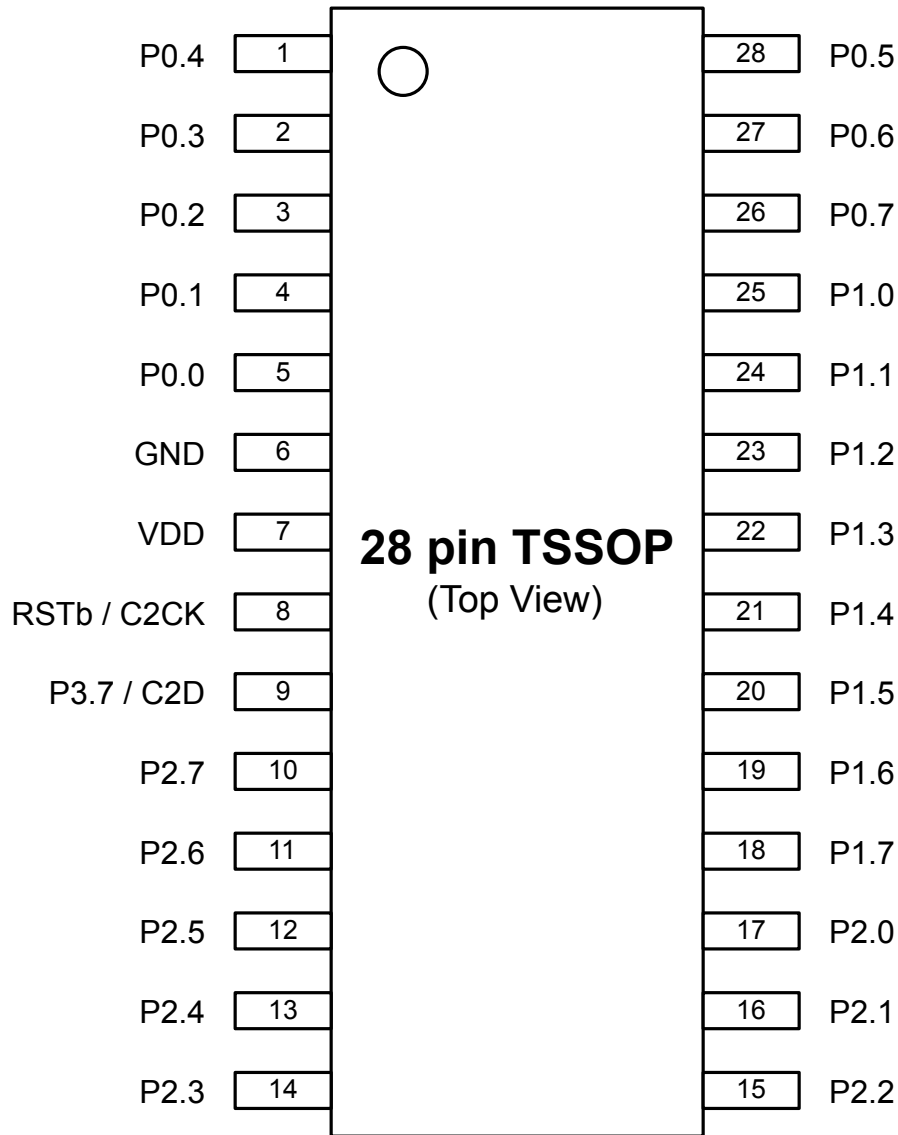 P0.4 1 28 P0.5
P0.3 2 27 P0.6
P0.2 3 26 P0.7
P0.1 4 25 P1.0
P0.0 5 24 P1.1
GND 6 23 P1.2
VDD 7 22 P1.3
28 pin TSSOP
(Top View)
RSTb / C2CK 8 21 P1.4
P3.7 / C2D 9 20 P1.5
P2.7 10 19 P1.6
P2.6 11 18 P1.7
P2.5 12 17 P2.0
P2.4 13 16 P2.1
P2.3 14 15 P2.2